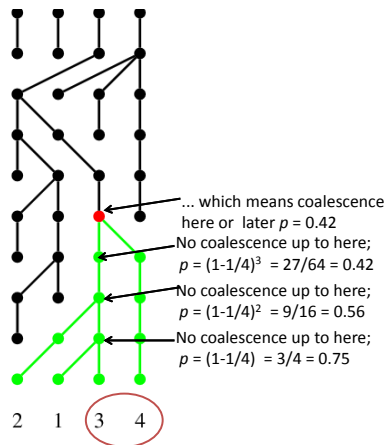 ... which means coalescence
here or  later p = 0.42
No coalescence up to here;
p = (1-1/4)³ = 27/64 = 0.42
No coalescence up to here;
p = (1-1/4)² = 9/16 = 0.56
No coalescence up to here;
p = (1-1/4) = 3/4 = 0.75
2 1 3 4